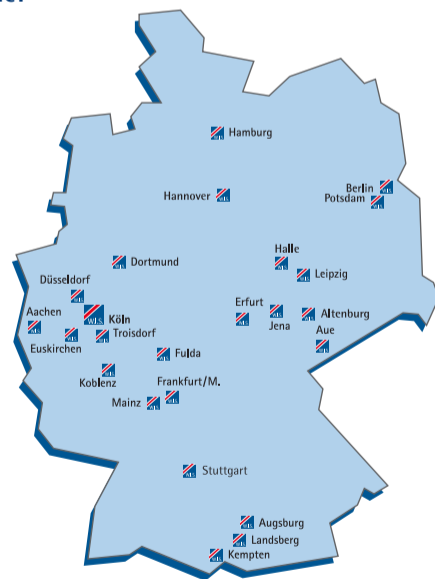 Hamburg
Hannover
Berlin
Potsdam
Dortmund
Halle
Leipzig
Düsseldorf
W.I.S.
Köln
Aachen
Troisdorf
Euskirchen
Erfurt
Jena
Altenburg
Aue
Fulda
Koblenz
Frankfurt/M.
Mainz
Stuttgart
Augsburg
Landsberg
Kempten